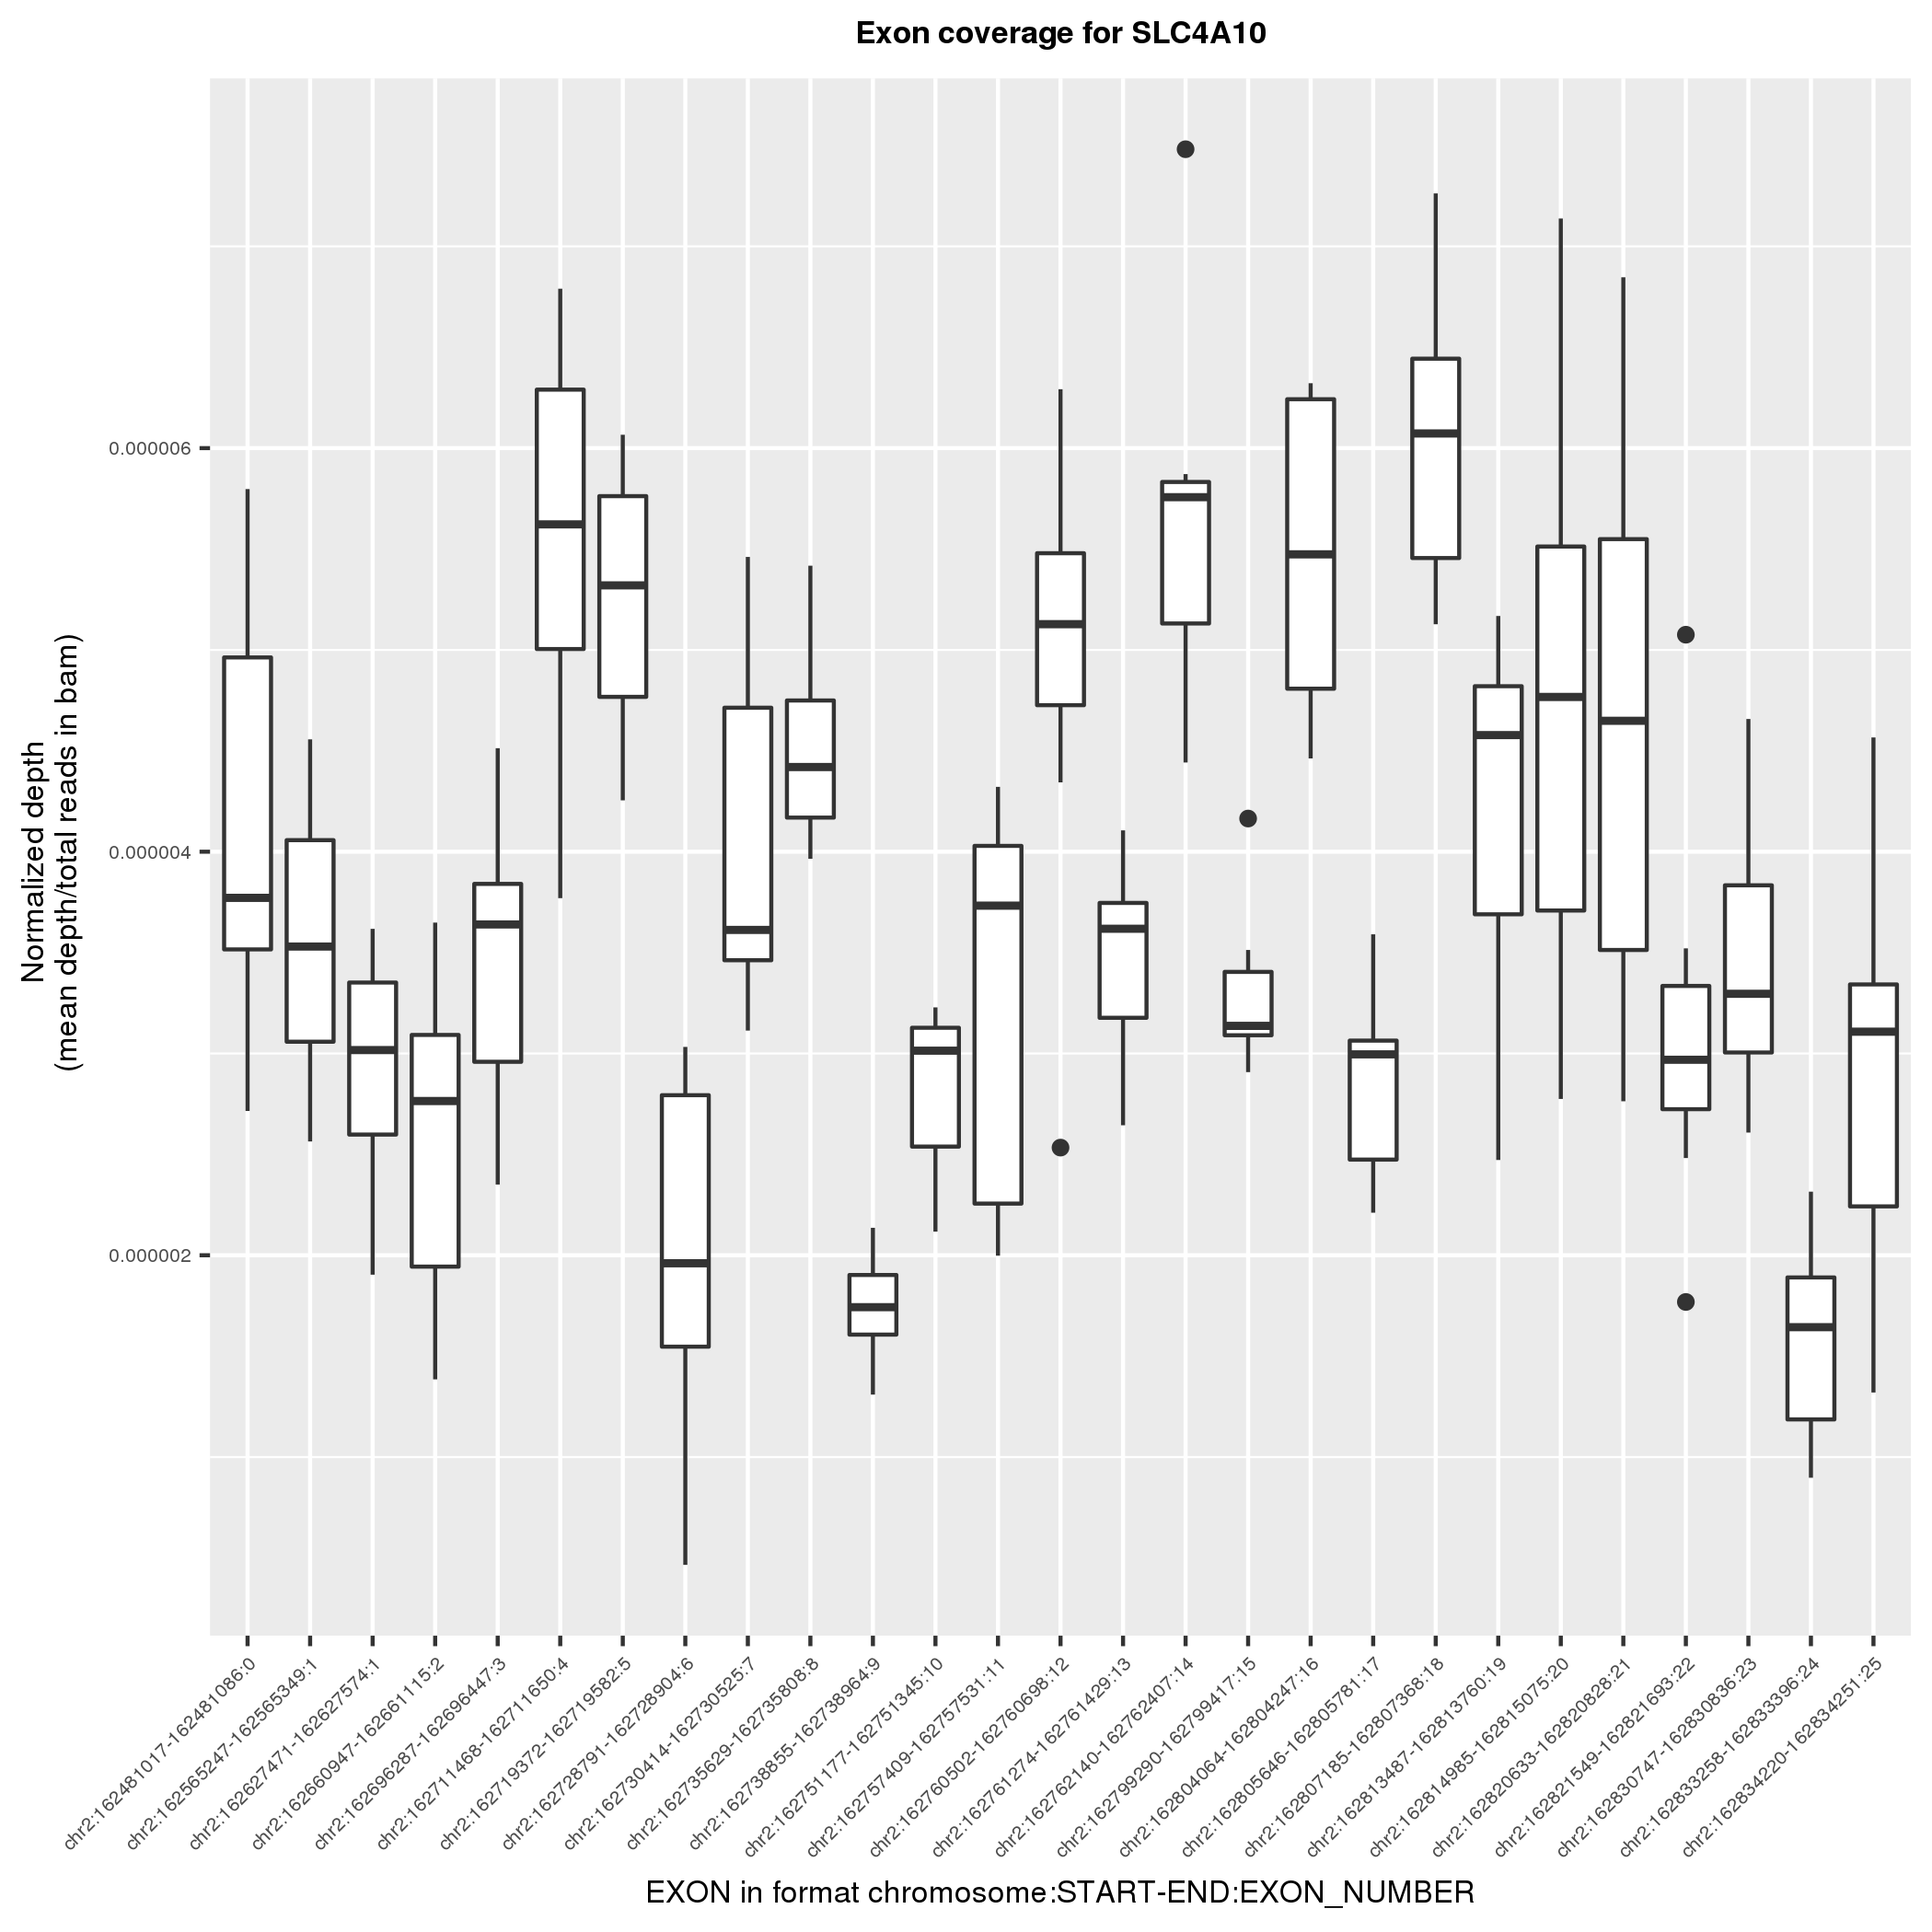 Exon coverage for SLC4A10
Normalized depth
(mean depth/total reads in bam)
0.000006
0.000004
0.000002
chr2:162481017-162481086:0
chr2:162565247-162565349:1
chr2:162627471-162627574:1
chr2:162660947-162661115:2
chr2:162696287-162696447:3
chr2:162711468-162711650:4
chr2:162719372-162719582:5
chr2:162728791-162728904:6
chr2:162730414-162730525:7
chr2:162735629-162735808:8
chr2:162738855-162738964:9
chr2:162751177-162751345:10
chr2:162757409-162757531:11
chr2:162760502-162760698:12
chr2:162761274-162761429:13
chr2:162762140-162762407:14
chr2:162799290-162799417:15
chr2:162804064-162804247:16
chr2:162805646-162805781:17
chr2:162807185-162807368:18
chr2:162813487-162813760:19
chr2:162814985-162815075:20
chr2:162820633-162820828:21
chr2:162821549-162821693:22
chr2:162830747-162830836:23
chr2:162833258-162833396:24
chr2:162834220-162834251:25
EXON in format chromosome:START-END:EXON_NUMBER